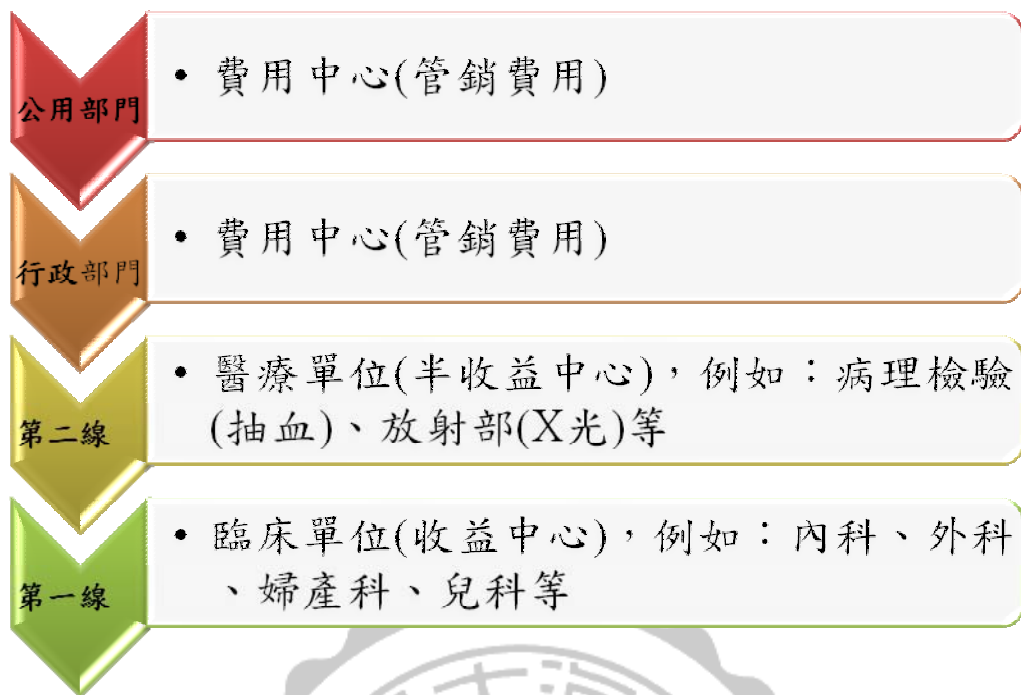 公用部門
• 費用中心(管銷費用)
行政部門
• 費用中心(管銷費用)
第二線
• 醫療單位(半收益中心)，例如：病理檢驗
(抽血)、放射部(X光)等
第一線
• 臨床單位(收益中心)，例如：內科、外科
、婦產科、兒科等